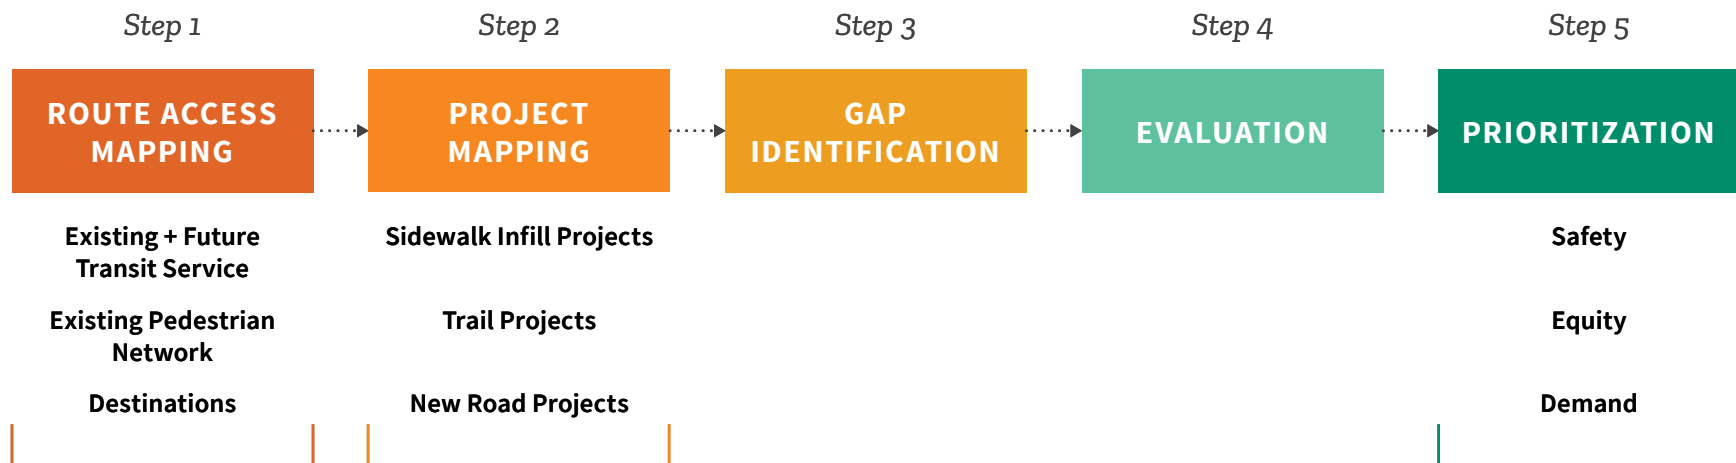 Step 1
Step 2
Step 3
Step 4
Step 5
ROUTE ACCESS
MAPPING
PROJECT
MAPPING
GAP
IDENTIFICATION
EVALUATION
PRIORITIZATION
Existing + Future
Transit Service
Existing Pedestrian
Network
Destinations
Sidewalk Infill Projects
Trail Projects
New Road Projects
Safety
Equity
Demand